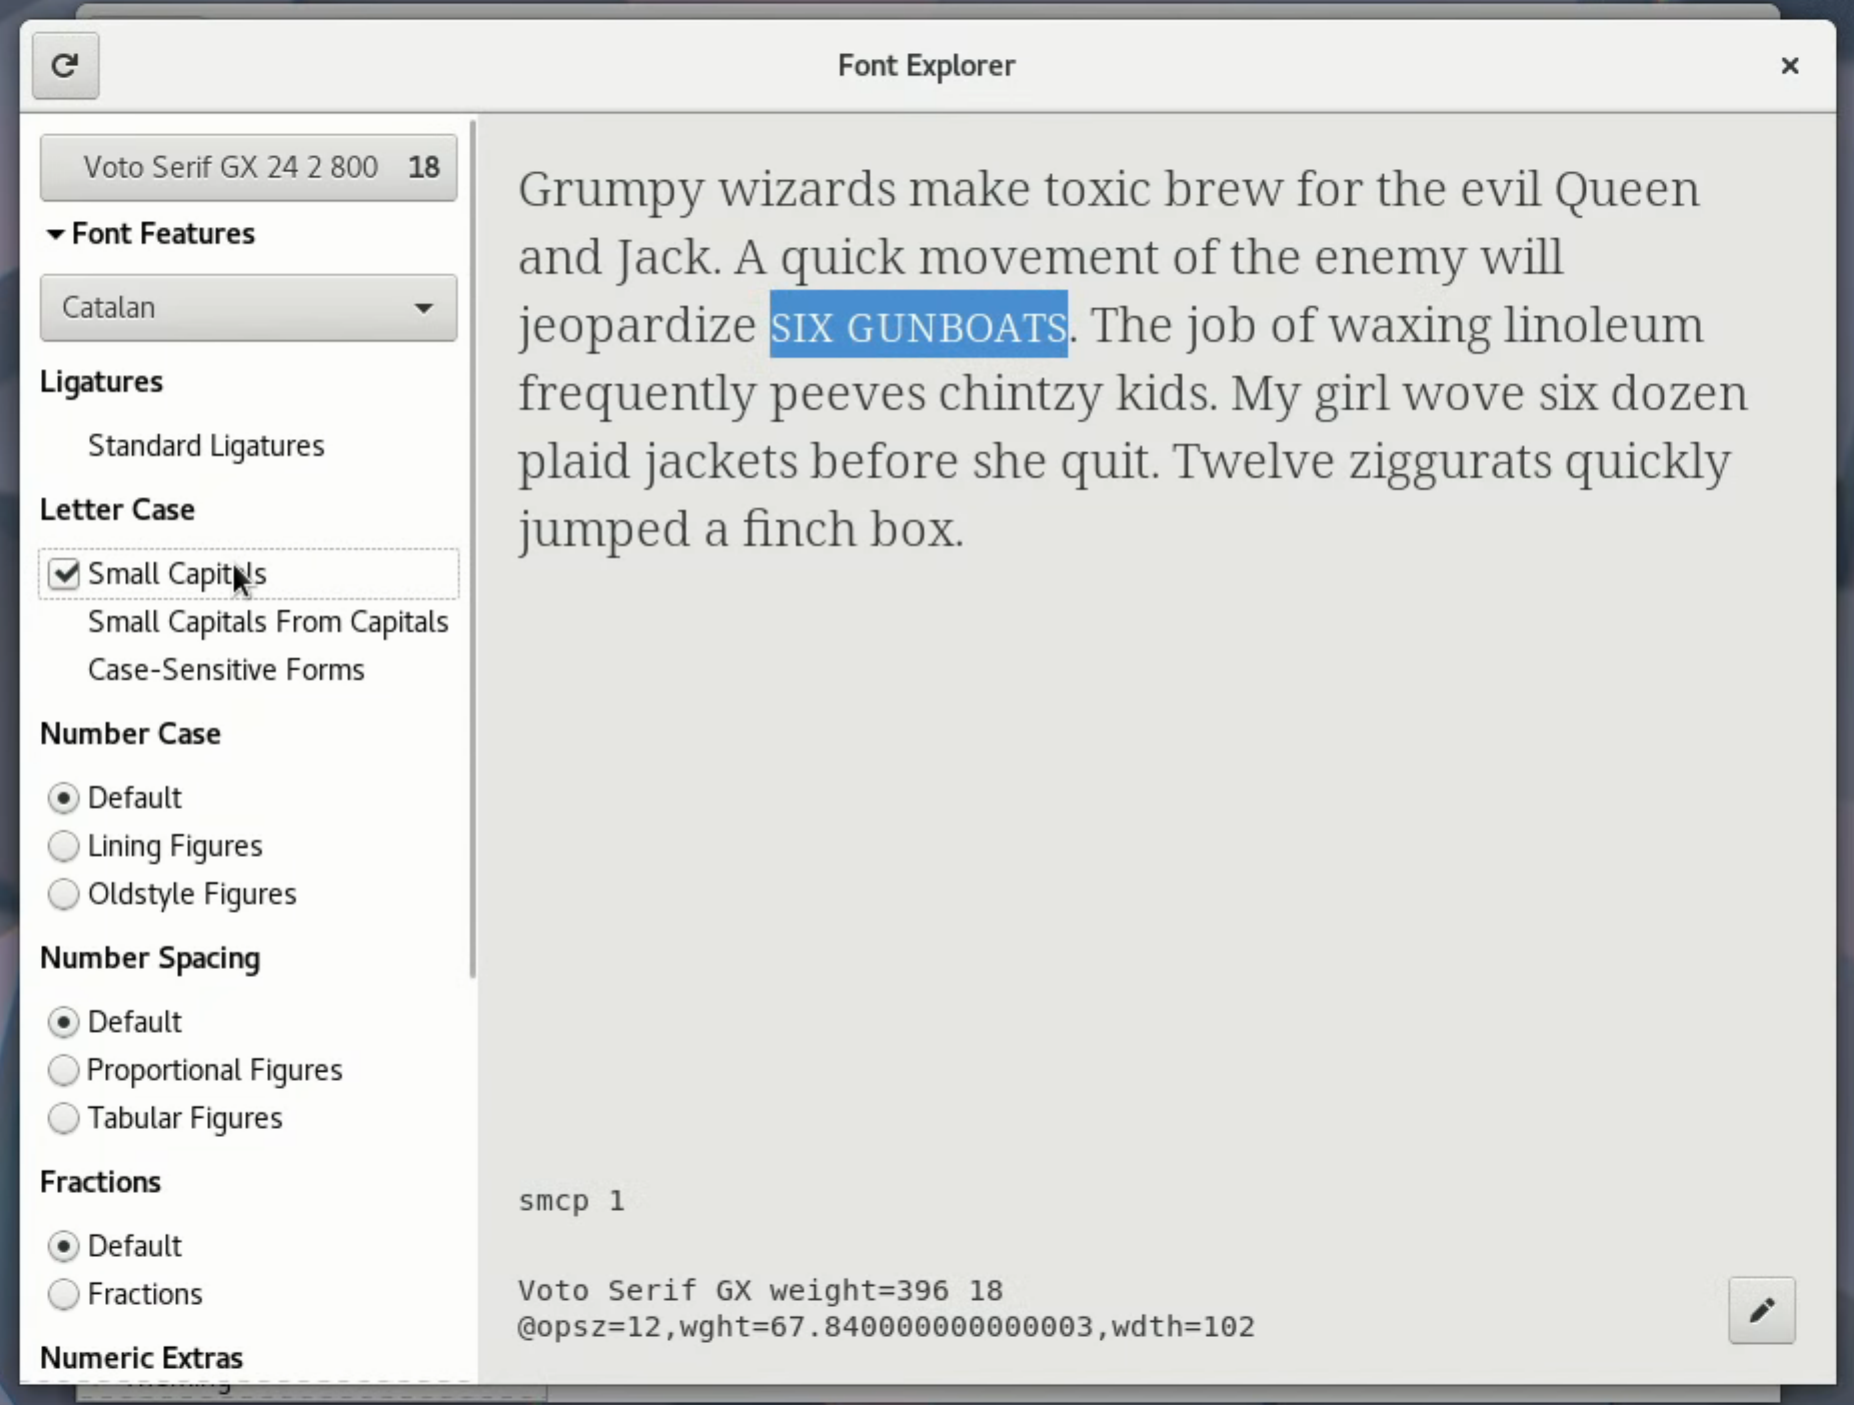 Font Explorer
Voto Serif GX 24 2 800 18
Font Features
Catalan
Ligatures
Standard Ligatures
Letter Case
Small Capitals
Small Capitals From Capitals
Case-Sensitive Forms
Number Case
Default
Lining Figures
Oldstyle Figures
Number Spacing
Default
Proportional Figures
Tabular Figures
Fractions
Default
Fractions
Numeric Extras
Grumpy wizards make toxic brew for the evil Queen
and Jack. A quick movement of the enemy will
jeopardize SIX GUNBOATS. The job of waxing linoleum
frequently peeves chintzy kids. My girl wove six dozen
plaid jackets before she quit. Twelve ziggurats quickly
jumped a finch box.
smcp 1
Voto Serif GX weight=396 18
@opsz=12,wght=67.840000000000003,wdth=102